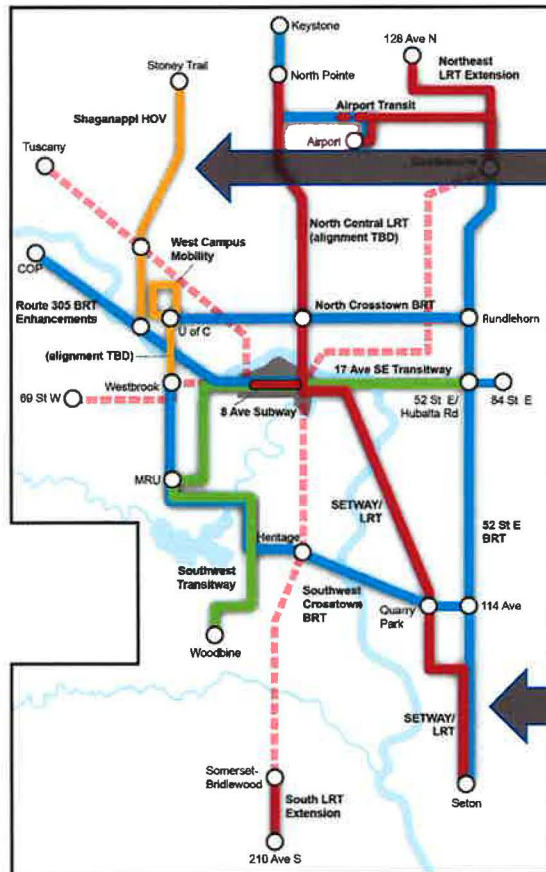 Keystone
128 Ave N
North Pointe
Northeast
LRT Extension
Stoney Trail
Shaganappi HOV
Airport Transit
Airport
Tuscany
North Central LRT
(alignment TBD)
West Campus
Mobility
COP
Route 305 BRT
Enhancements
U of C
North Crosstown BRT
Rundlehorn
(alignment TBD)
Westbrook
69 St W
17 Ave SE Transitway
8 Ave Subway
52 St E/
Hubalta Rd
84 St E
MRU
SETWAY/
LRT
52 St E
BRT
Heritage
Southwest
Transitway
Southwest
Crosstown
BRT
Quarry
Park
114 Ave
Woodbine
SETWAY/
LRT
Somerset-
Bridlewood
Seton
South LRT
Extension
210 Ave S